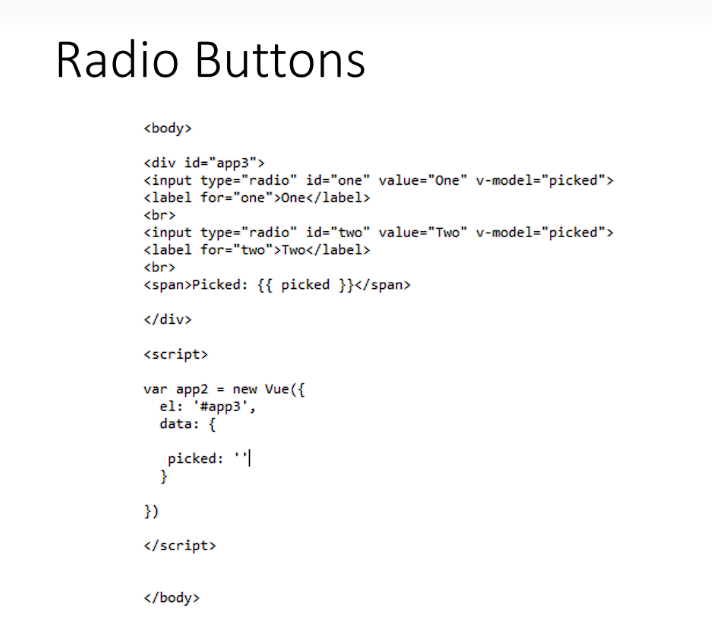 Radio Buttons
<body>
<div id="app3">
<input type="radio" id="one" value="One" v-model="picked">
<label for="one">One</label>
<br>
<input type="radio" id="two" value="Two" v-model="picked">
<label for="two">Two</label>
<br>
<span>Picked: {{ picked }}</span>
</div>
<script>
var app2 = new Vue({
el: '#app3',
data: {
picked: ''
}
})
</script>
</body>